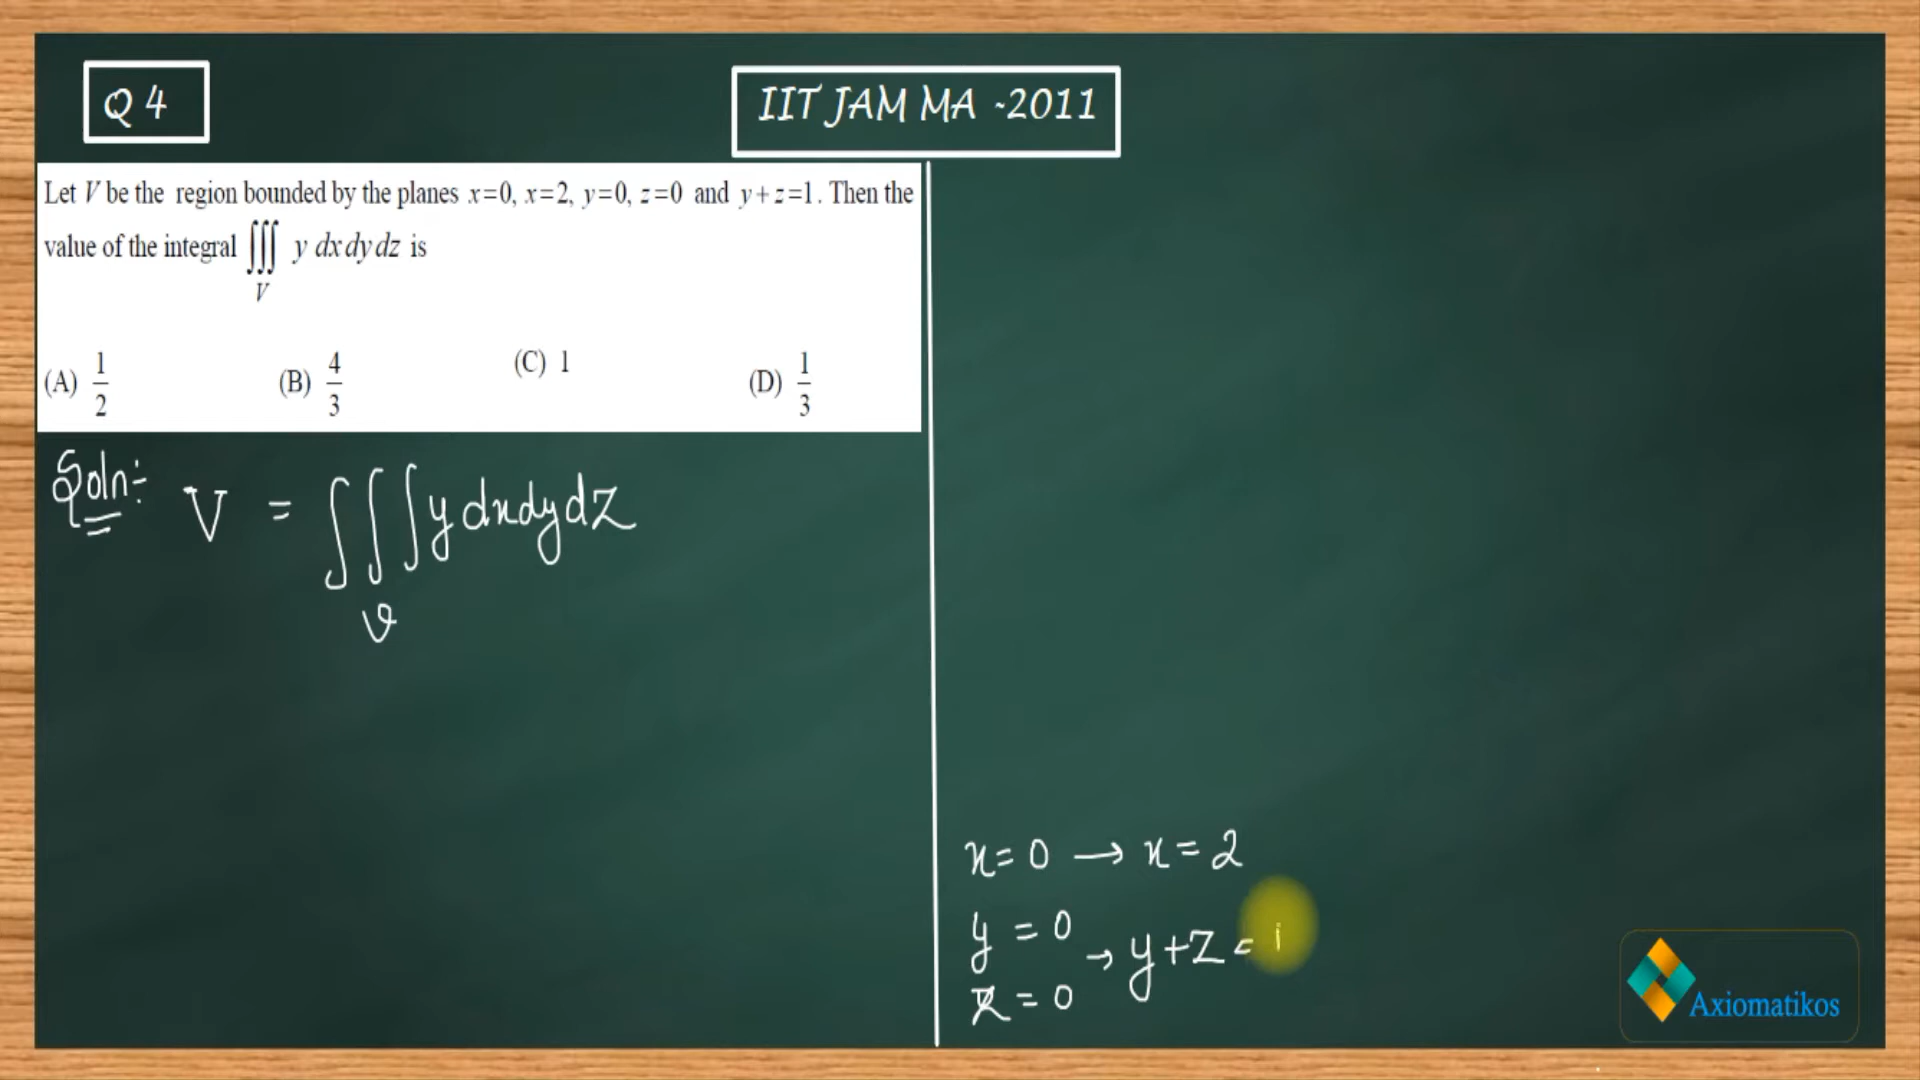 Q 4
IIT JAM MA -2011
Let V be the region bounded by the planes x=0, x=2, y=0, z=0 and y+z=1. Then the
value of the integral ∭_V y dx dy dz is
(A) 1/2 (B) 4/3 (C) 1 (D) 1/3
Soln:- V = ∫∫∫_V y dx dy dz
x = 0 → x = 2
y = 0 → y+z = 1
z = 0
Axiomatikos